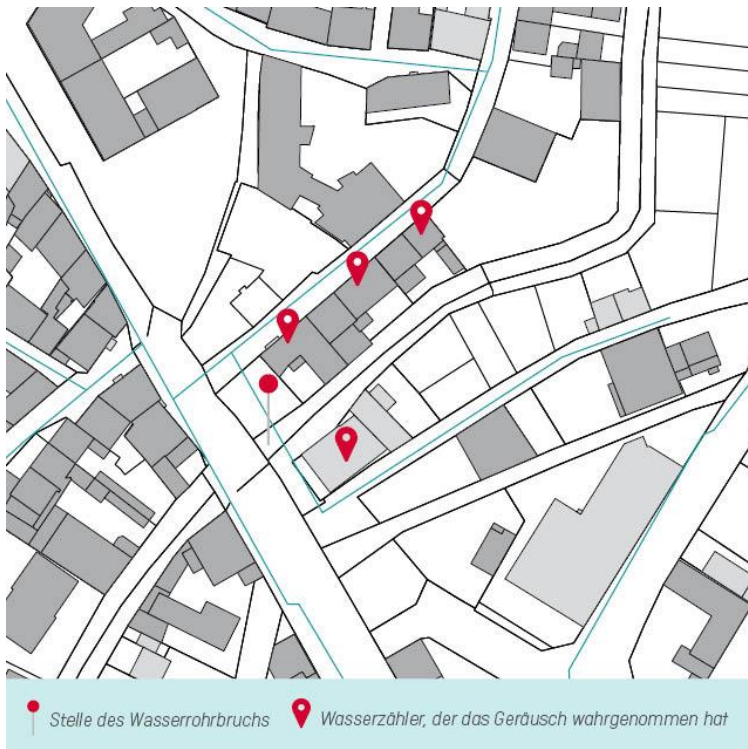 Stelle des Wasserrohrbruchs
Wasserzähler, der das Geräusch wahrgenommen hat